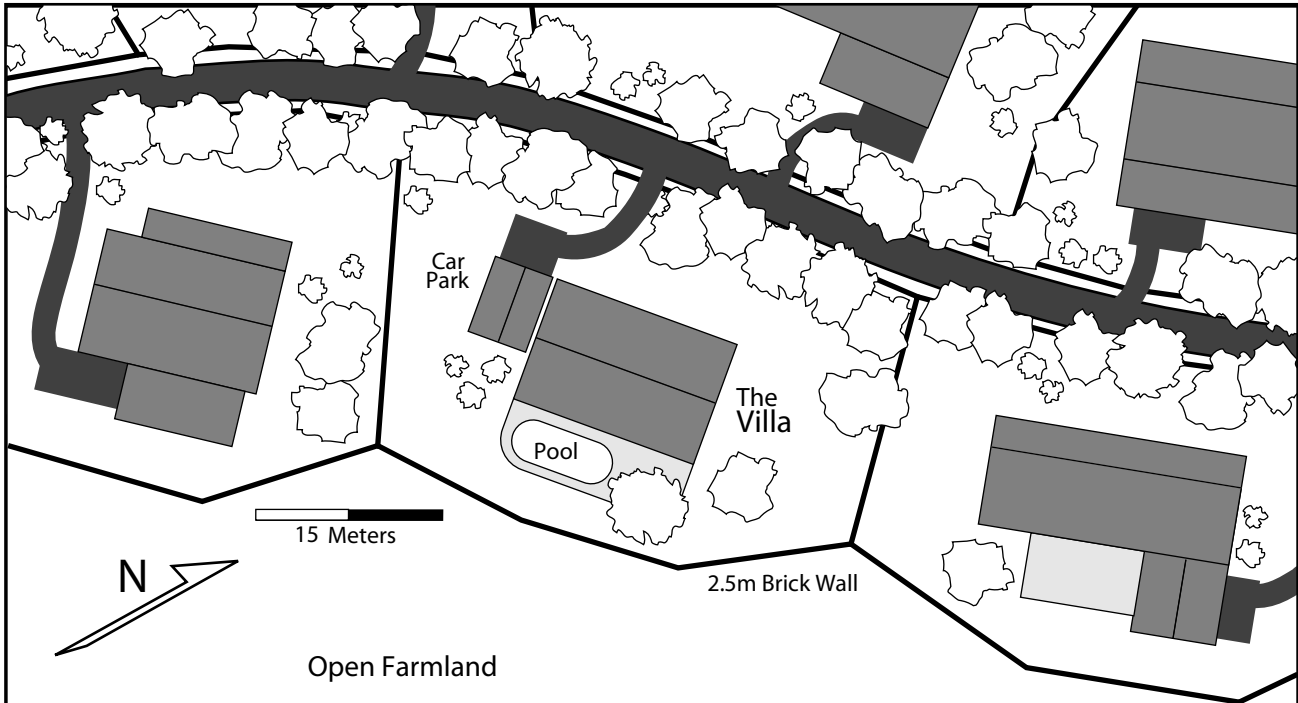 Car
Park
The
Villa
Pool
15 Meters
2.5m Brick Wall
N
Open Farmland